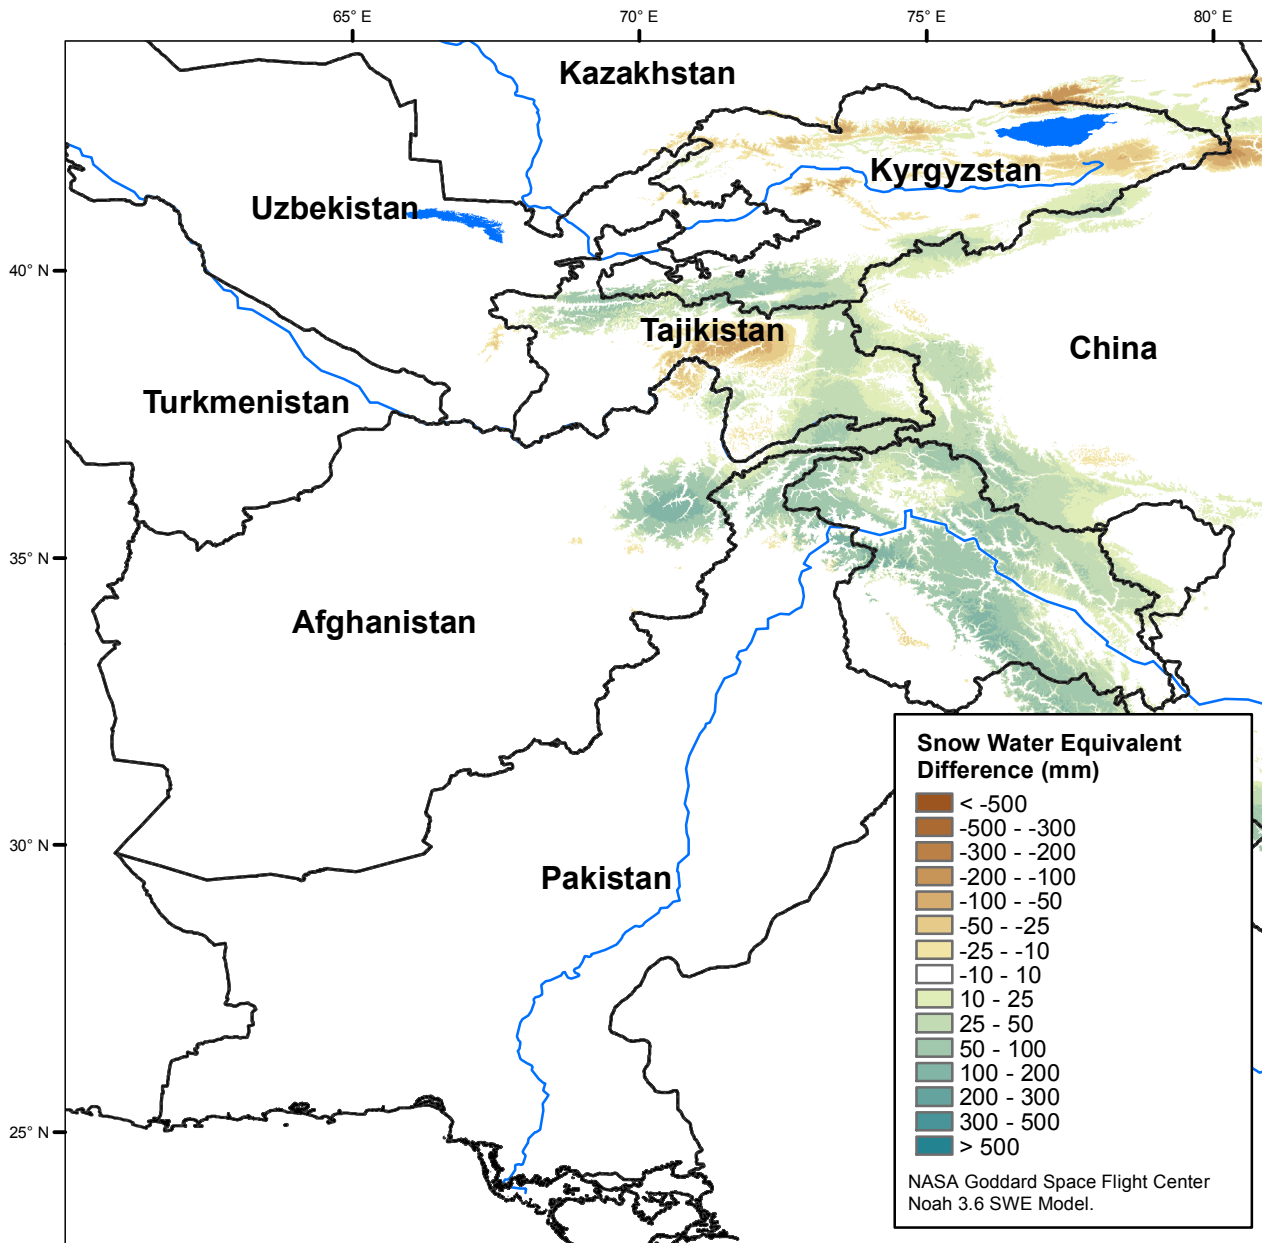 65° E
70° E
75° E
80° E
Kazakhstan
Kyrgyzstan
Uzbekistan
40° N
Tajikistan
China
Turkmenistan
35° N
Afghanistan
Snow Water Equivalent
Difference (mm)
< -500
-500 - -300
-300 - -200
-200 - -100
-100 - -50
-50 - -25
-25 - -10
-10 - 10
10 - 25
25 - 50
50 - 100
100 - 200
200 - 300
300 - 500
> 500
30° N
Pakistan
25° N
NASA Goddard Space Flight Center
Noah 3.6 SWE Model.